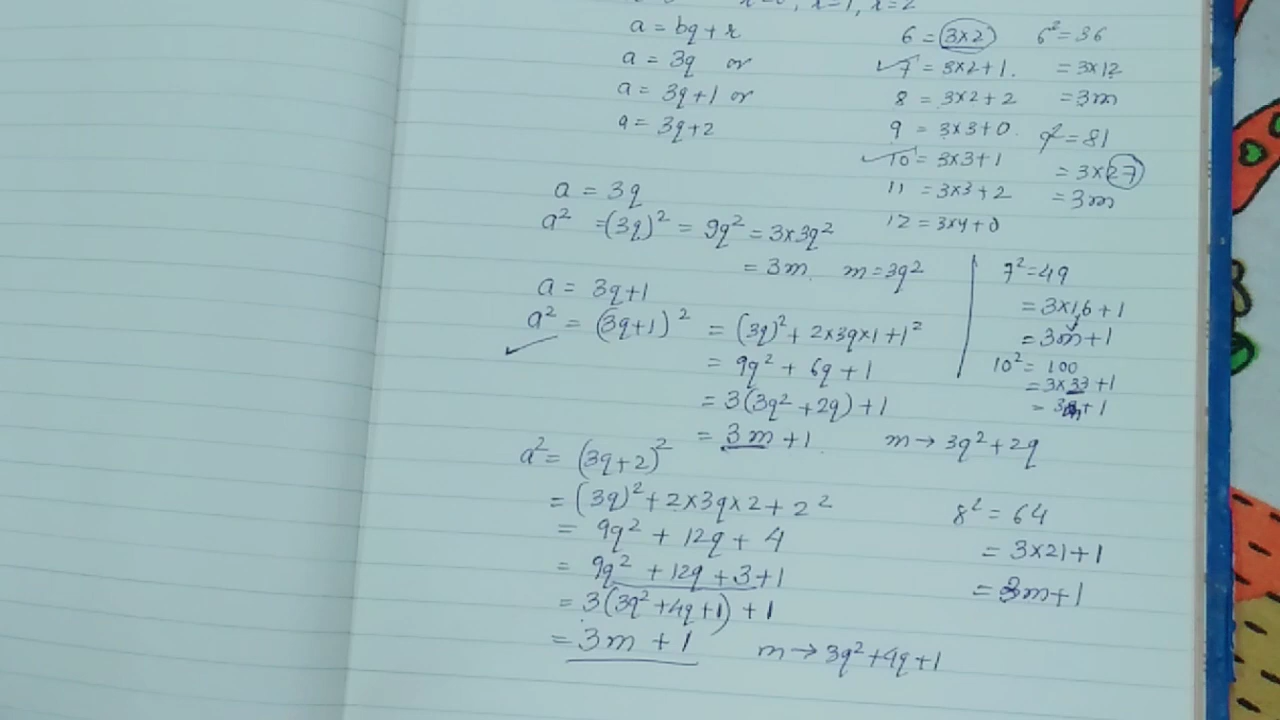 r=0, r=1, r=2
a = bq + r
a = 3q or
a = 3q+1 or
a = 3q+2
6 = 3×2
7 = 3×2+1.
8 = 3×2+2
9 = 3×3+0.
10 = 3×3+1
11 = 3×3+2
12 = 3×4+0
6² = 36
= 3×12
= 3m
9² = 81
= 3×27
= 3m
a = 3q
a² = (3q)² = 9q² = 3×3q²
= 3m. m = 3q²
a = 3q+1
a² = (3q+1)² = (3q)² + 2×3q×1+1²
= 9q² + 6q + 1
= 3(3q² + 2q) + 1
= 3m + 1. m → 3q² + 2q
7² = 49
= 3×16 + 1
= 3m+1
10² = 100
= 3×33 +1
= 3m+1
a² = (3q+2)²
= (3q)² + 2×3q×2 + 2²
= 9q² + 12q + 4
= 9q² + 12q + 3+1
= 3(3q² + 4q + 1) + 1
= 3m + 1 m → 3q² + 4q + 1
8² = 64
= 3×21+1
= 3m+1